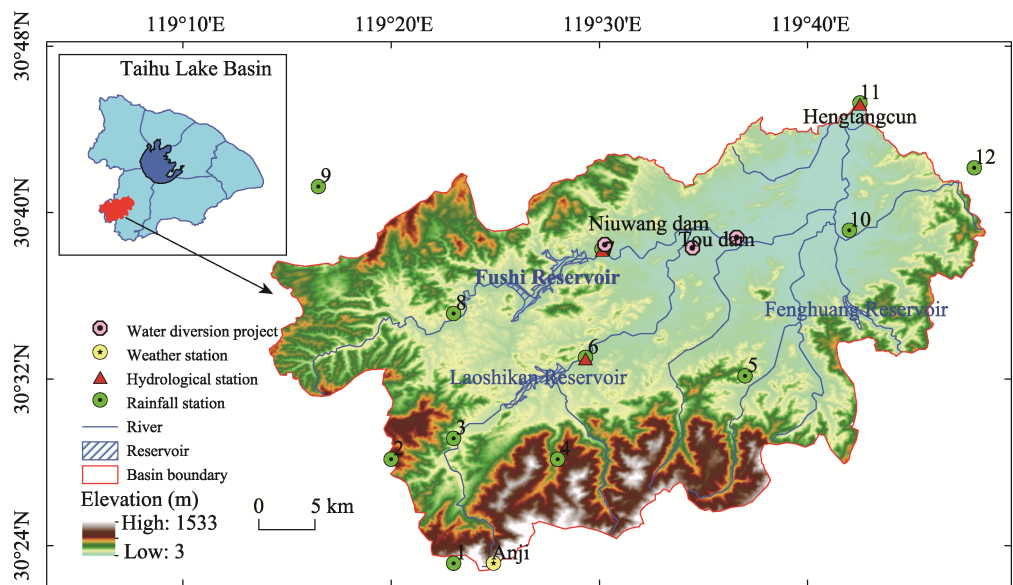 119°10'E
119°20'E
119°30'E
119°40'E
30°48'N
30°40'N
30°32'N
30°24'N
Taihu Lake Basin
11
Hengtangcun
12
9
10
Niuwang dam
Tou dam
Fushi Reservoir
8
Fenghuang Reservoir
6
Laoshikan Reservoir
5
3
2
4
1
Anji
Water diversion project
Weather station
Hydrological station
Rainfall station
River
Reservoir
Basin boundary
Elevation (m)
High: 1533
Low: 3
0 5 km